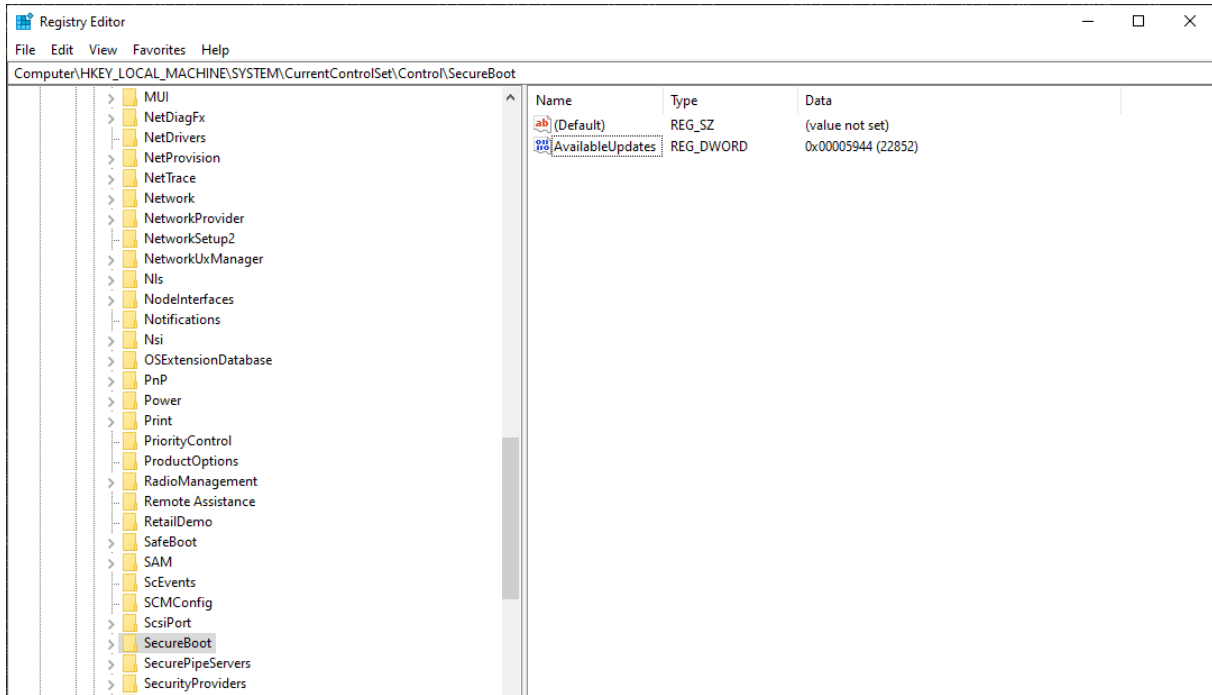 Registry Editor
File Edit View Favorites Help
Computer\HKEY_LOCAL_MACHINE\SYSTEM\CurrentControlSet\Control\SecureBoot
MUI
NetDiagFx
NetDrivers
NetProvision
NetTrace
Network
NetworkProvider
NetworkSetup2
NetworkUxManager
Nls
NodeInterfaces
Notifications
Nsi
OSExtensionDatabase
PnP
Power
Print
PriorityControl
ProductOptions
RadioManagement
Remote Assistance
RetailDemo
SafeBoot
SAM
ScEvents
SCMConfig
ScsiPort
SecureBoot
SecurePipeServers
SecurityProviders
Name Type Data
(Default) REG_SZ (value not set)
AvailableUpdates REG_DWORD 0x00005944 (22852)